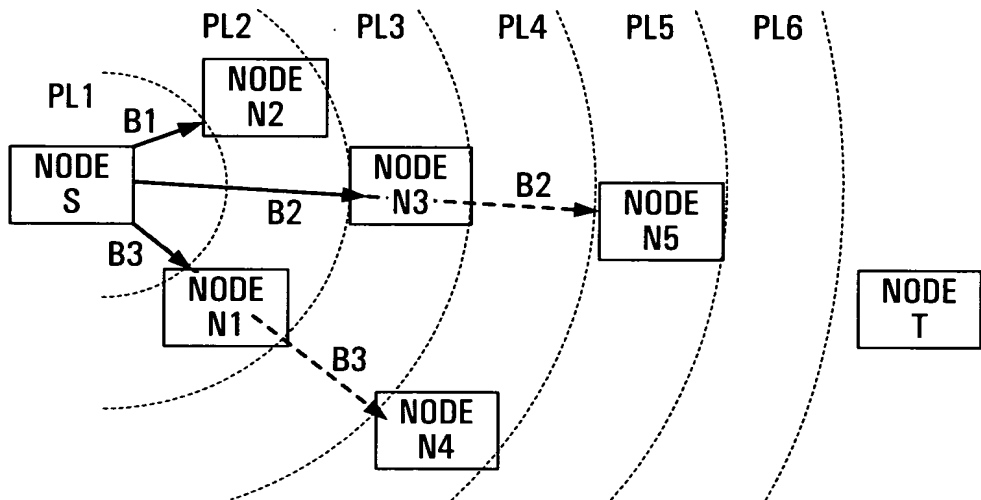 PL1
PL2
PL3
PL4
PL5
PL6
NODE
S
B1
NODE
N2
B2
NODE
N3
B2
NODE
N5
B3
NODE
N1
B3
NODE
N4
NODE
T